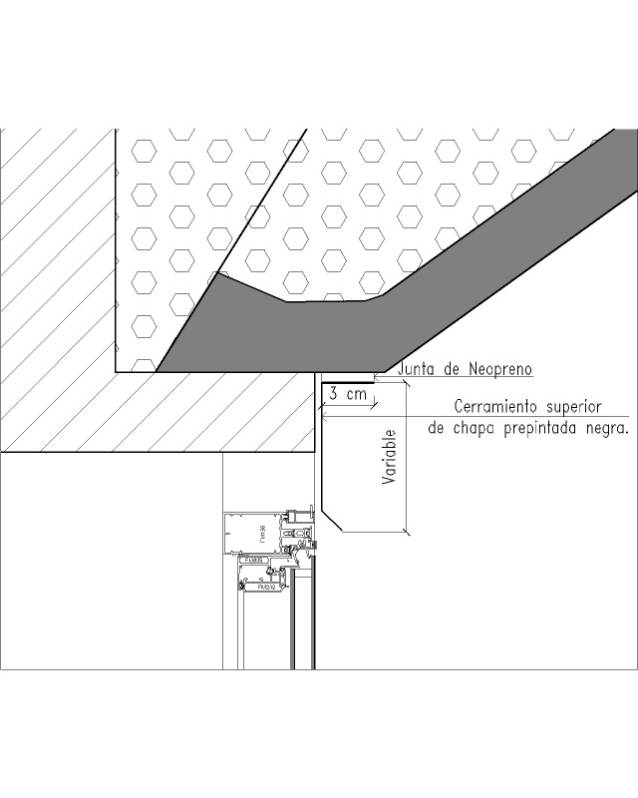 Junta de Neopreno
3 cm
Cerramiento superior
de chapa prepintada negra.
Variable